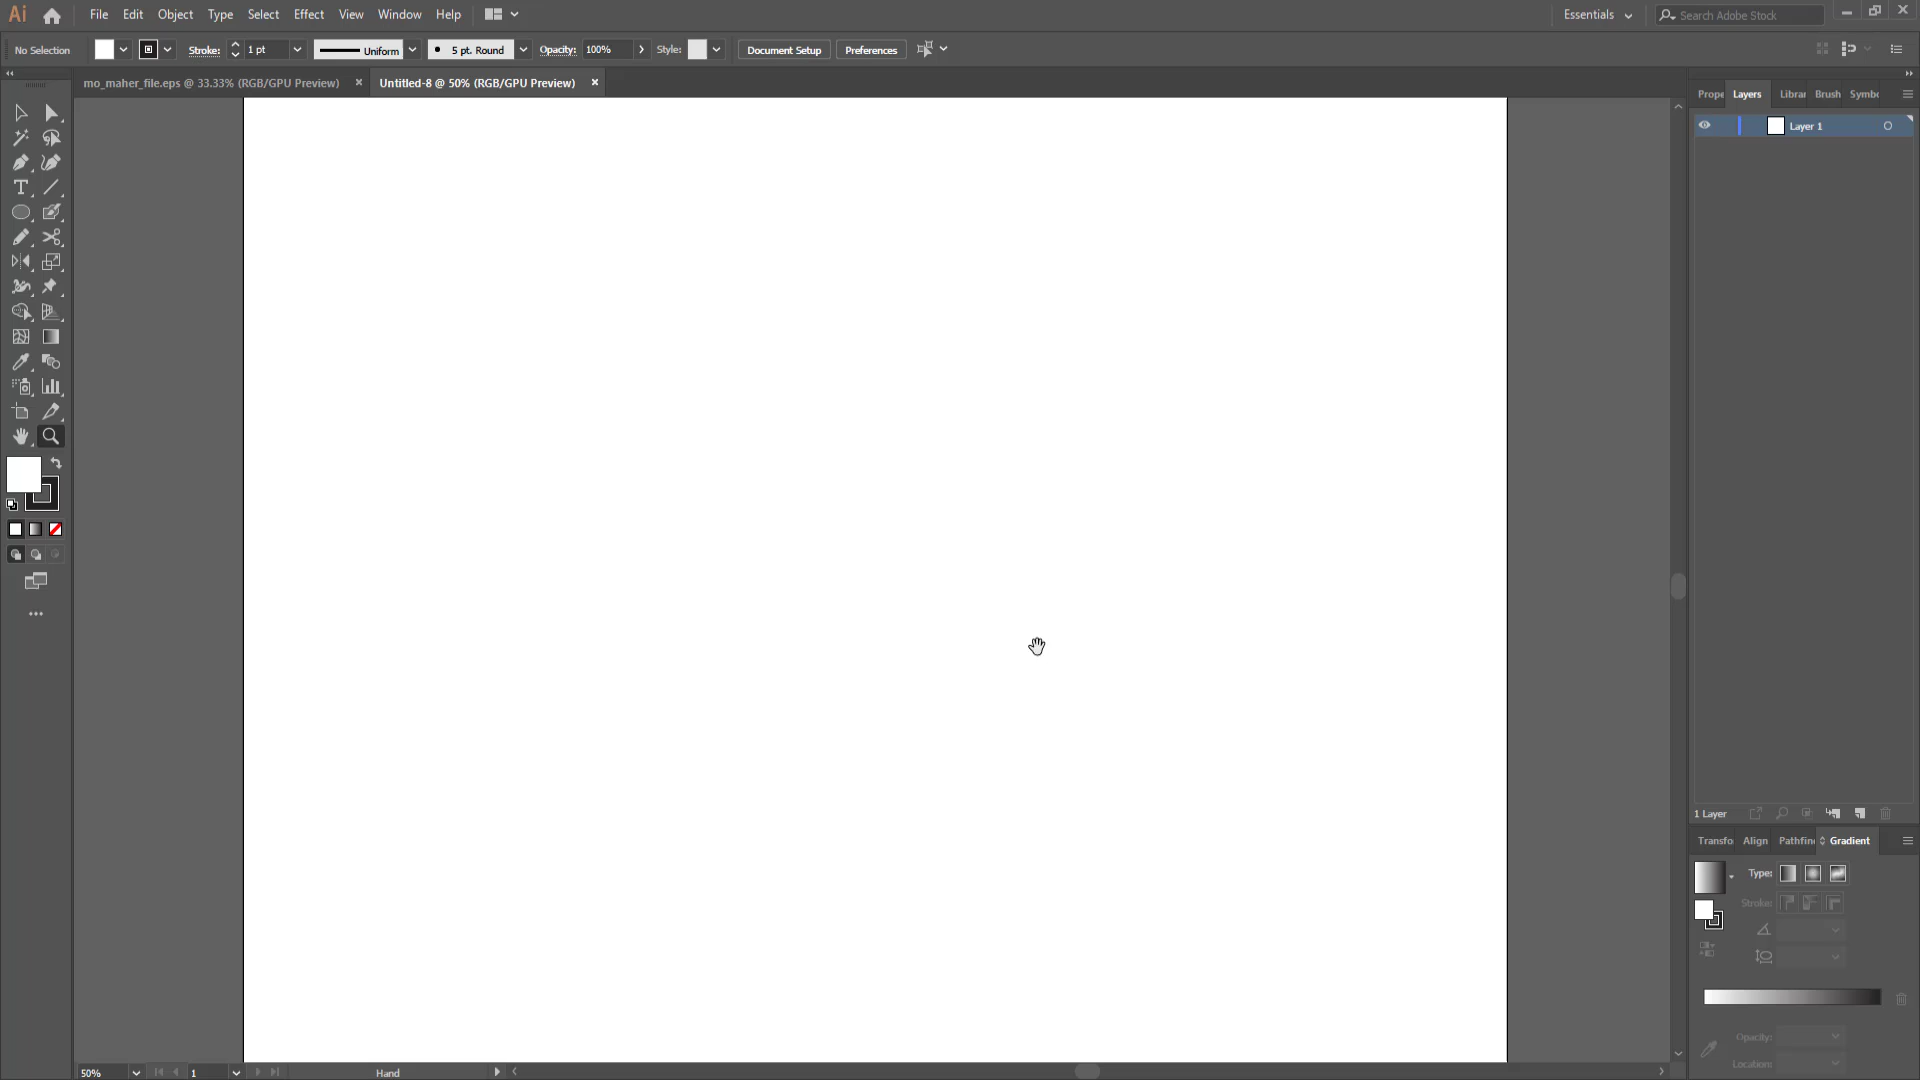 Ai File Edit Object Type Select Effect View Window Help Essentials Search Adobe Stock
No Selection Stroke: 1 pt Uniform 5 pt. Round Opacity: 100% Style: Document Setup Preferences
mo_maher_file.eps @ 33.33% (RGB/GPU Preview) × Untitled-8 @ 50% (RGB/GPU Preview) ×
Prope Layers Librar Brush Symbo
Layer 1
1 Layer
Transfo Align Pathfin Gradient
Type:
Stroke:
Opacity:
Location:
50% 1 Hand